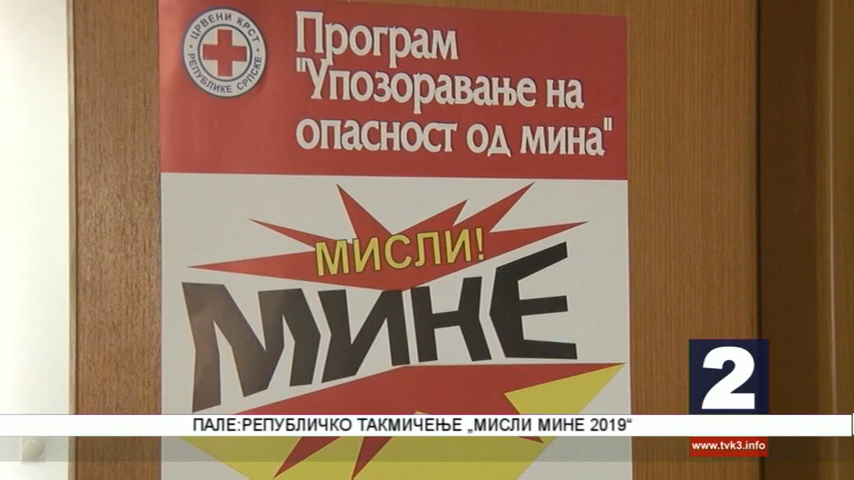 ЦРВЕНИ КРСТ
РЕПУБЛИКЕ СРПСКЕ
Програм
"Упозоравање на
опасност од мина"
МИСЛИ!
МИНЕ
2
ПАЛЕ:РЕПУБЛИЧКО ТАКМИЧЕЊЕ „МИСЛИ МИНЕ 2019“
www.tvk3.info